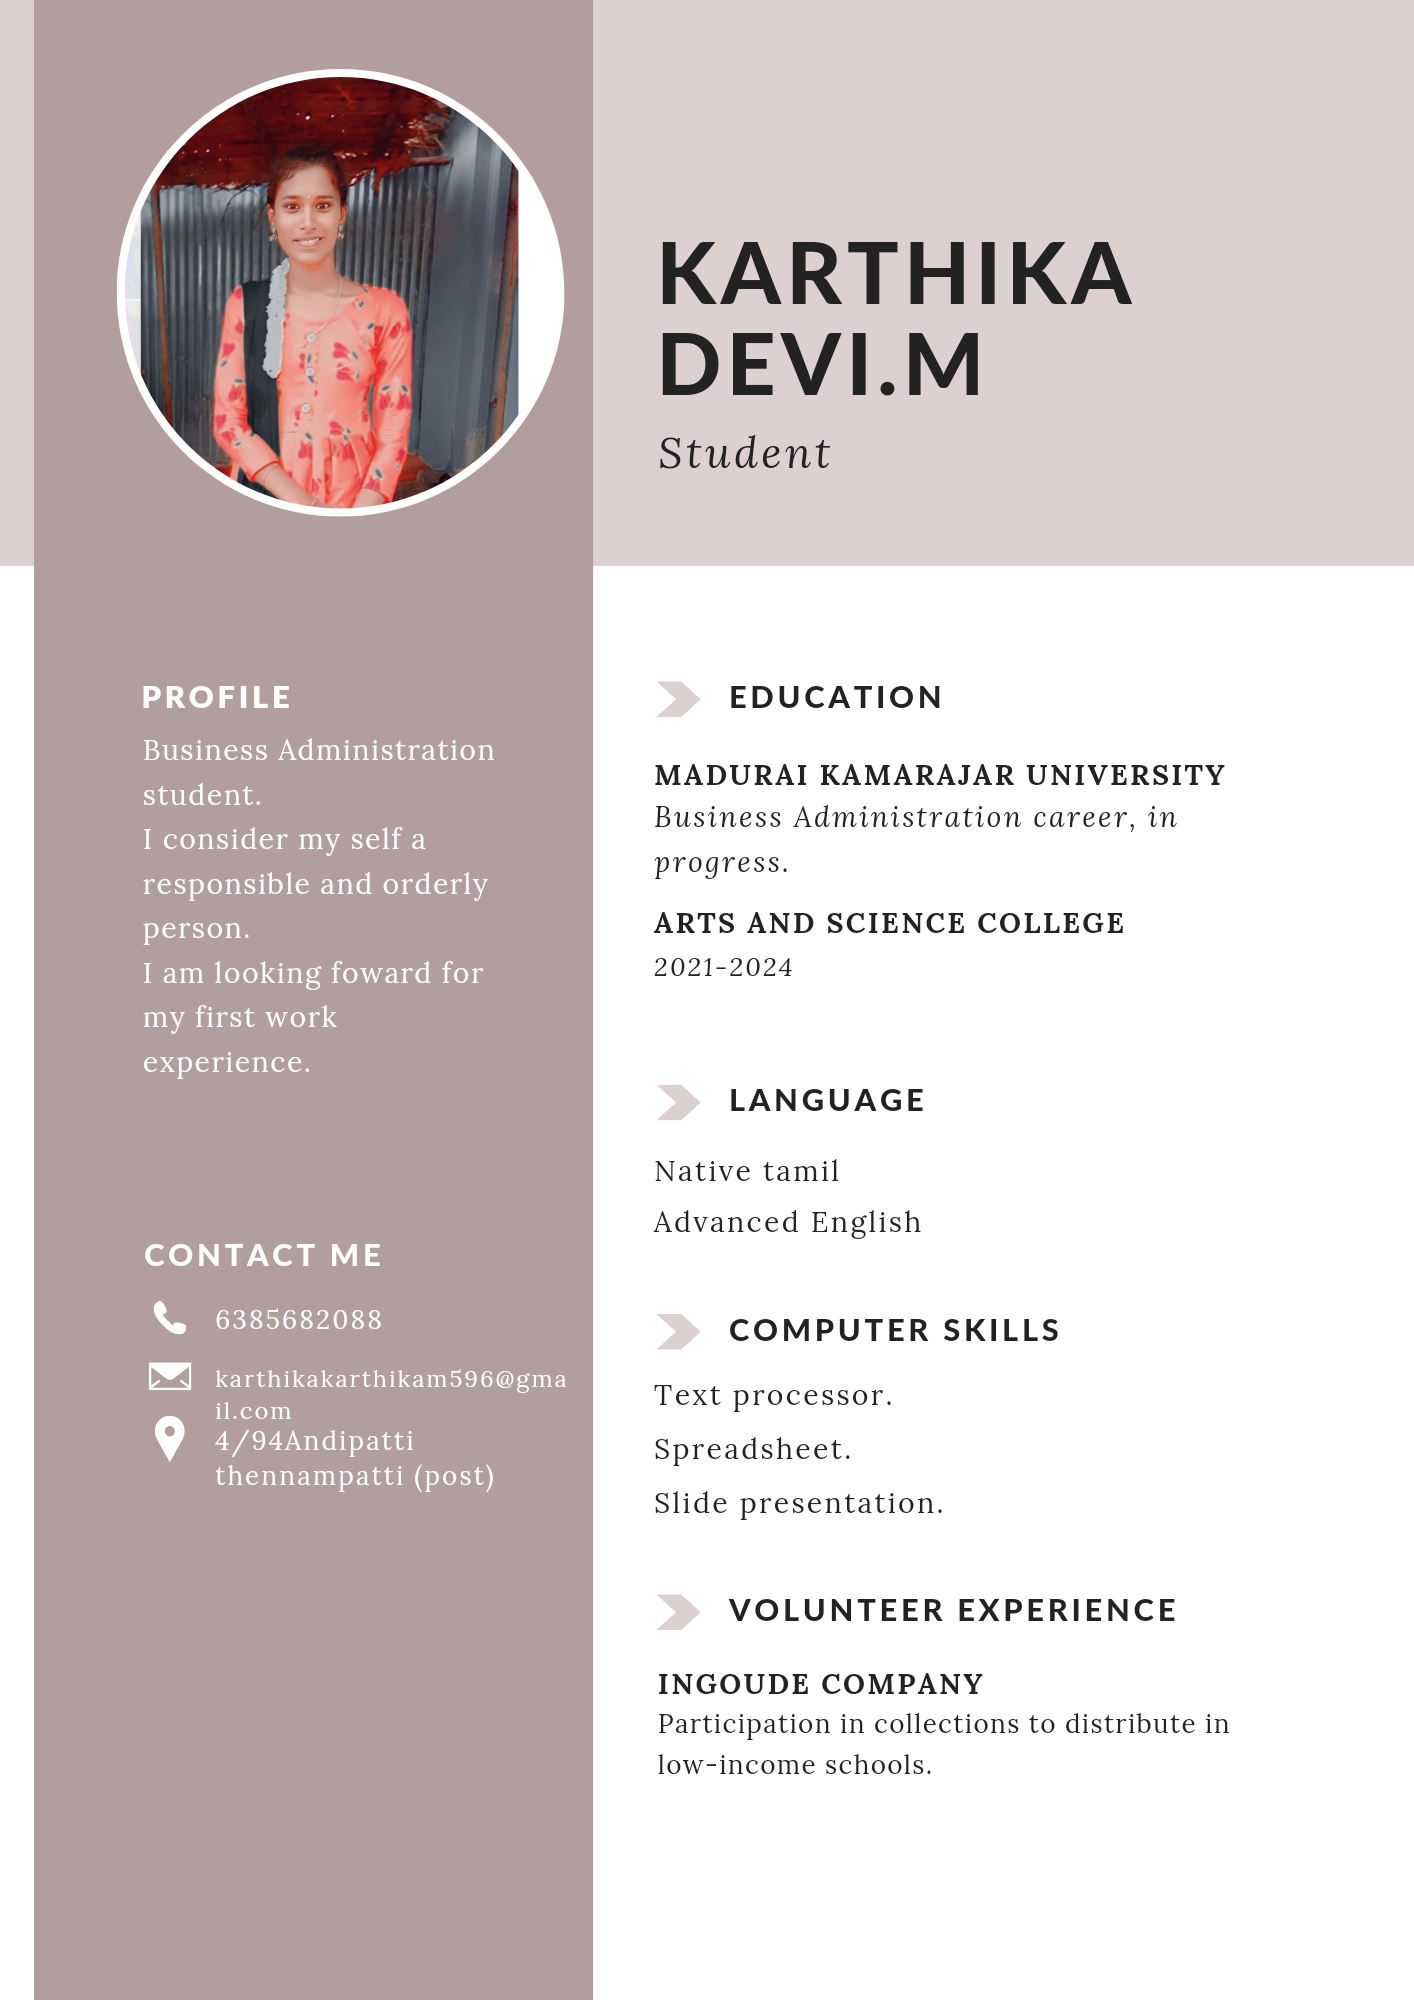 KARTHIKA
DEVI.M
Student
PROFILE
Business Administration
student.
I consider my self a
responsible and orderly
person.
I am looking foward for
my first work
experience.
CONTACT ME
6385682088
karthikakarthikam596@gma
il.com
4/94Andipatti
thennampatti (post)
EDUCATION
MADURAI KAMARAJAR UNIVERSITY
Business Administration career, in
progress.
ARTS AND SCIENCE COLLEGE
2021-2024
LANGUAGE
Native tamil
Advanced English
COMPUTER SKILLS
Text processor.
Spreadsheet.
Slide presentation.
VOLUNTEER EXPERIENCE
INGOUDE COMPANY
Participation in collections to distribute in
low-income schools.